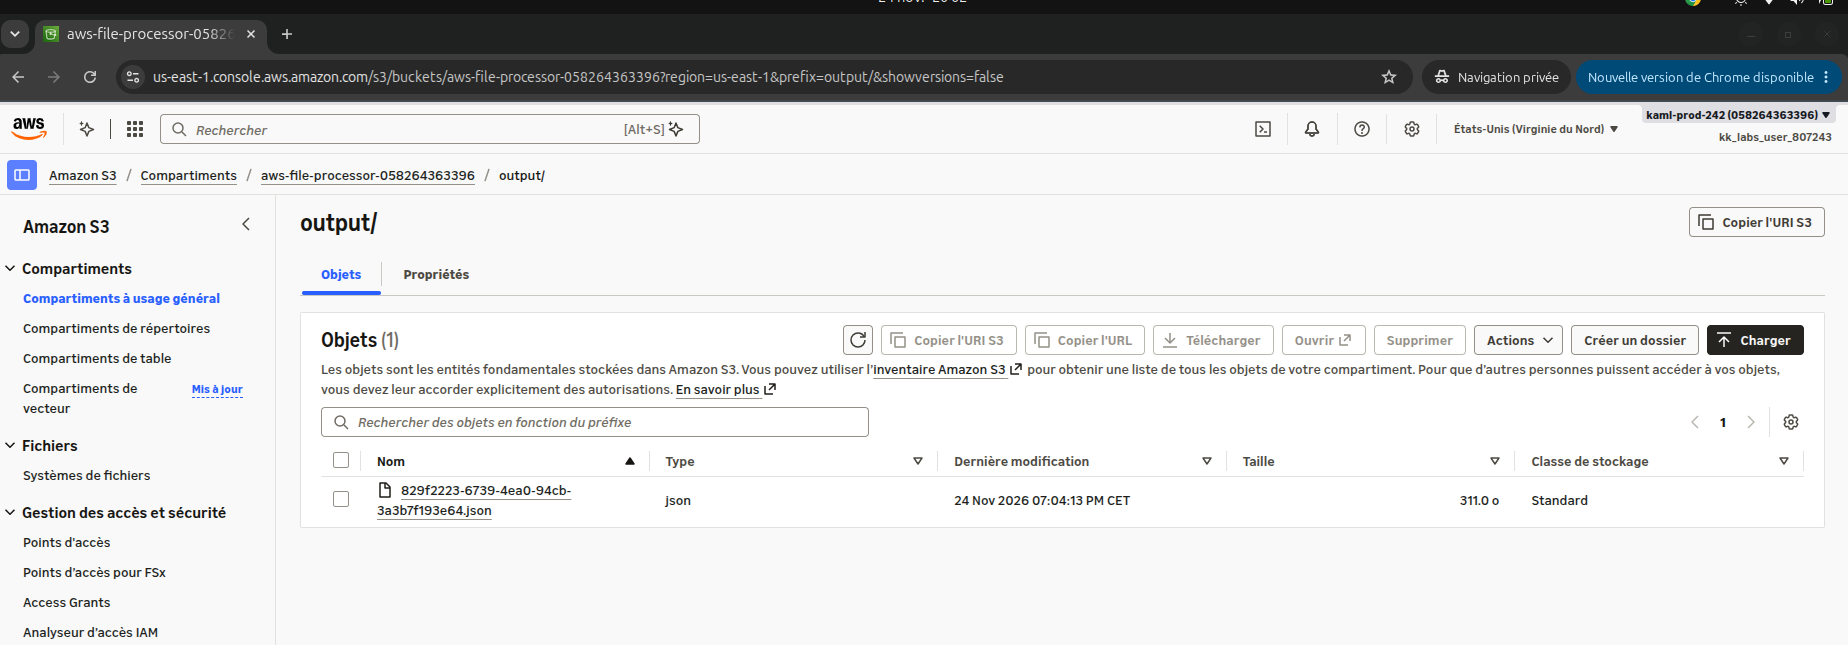 aws-file-processor-0582
us-east-1.console.aws.amazon.com/s3/buckets/aws-file-processor-058264363396?region=us-east-1&prefix=output/&showversions=false
Navigation privée
Nouvelle version de Chrome disponible
aws
Rechercher
[Alt+S]
États-Unis (Virginie du Nord)
kaml-prod-242 (058264363396)
kk_labs_user_807243
Amazon S3 / Compartiments / aws-file-processor-058264363396 / output/
Amazon S3
Compartiments
Compartiments à usage général
Compartiments de répertoires
Compartiments de table
Compartiments de vecteur
Mis à jour
Fichiers
Systèmes de fichiers
Gestion des accès et sécurité
Points d'accès
Points d'accès pour FSx
Access Grants
Analyseur d'accès IAM
output/
Copier l'URI S3
Objets
Propriétés
Objets (1)
Copier l'URI S3
Copier l'URL
Télécharger
Ouvrir
Supprimer
Actions
Créer un dossier
Charger
Les objets sont les entités fondamentales stockées dans Amazon S3. Vous pouvez utiliser l'inventaire Amazon S3 pour obtenir une liste de tous les objets de votre compartiment. Pour que d'autres personnes puissent accéder à vos objets,
vous devez leur accorder explicitement des autorisations. En savoir plus
Rechercher des objets en fonction du préfixe
1
Nom
Type
Dernière modification
Taille
Classe de stockage
829f2223-6739-4ea0-94cb-
3a3b7f193e64.json
json
24 Nov 2026 07:04:13 PM CET
311.0 o
Standard